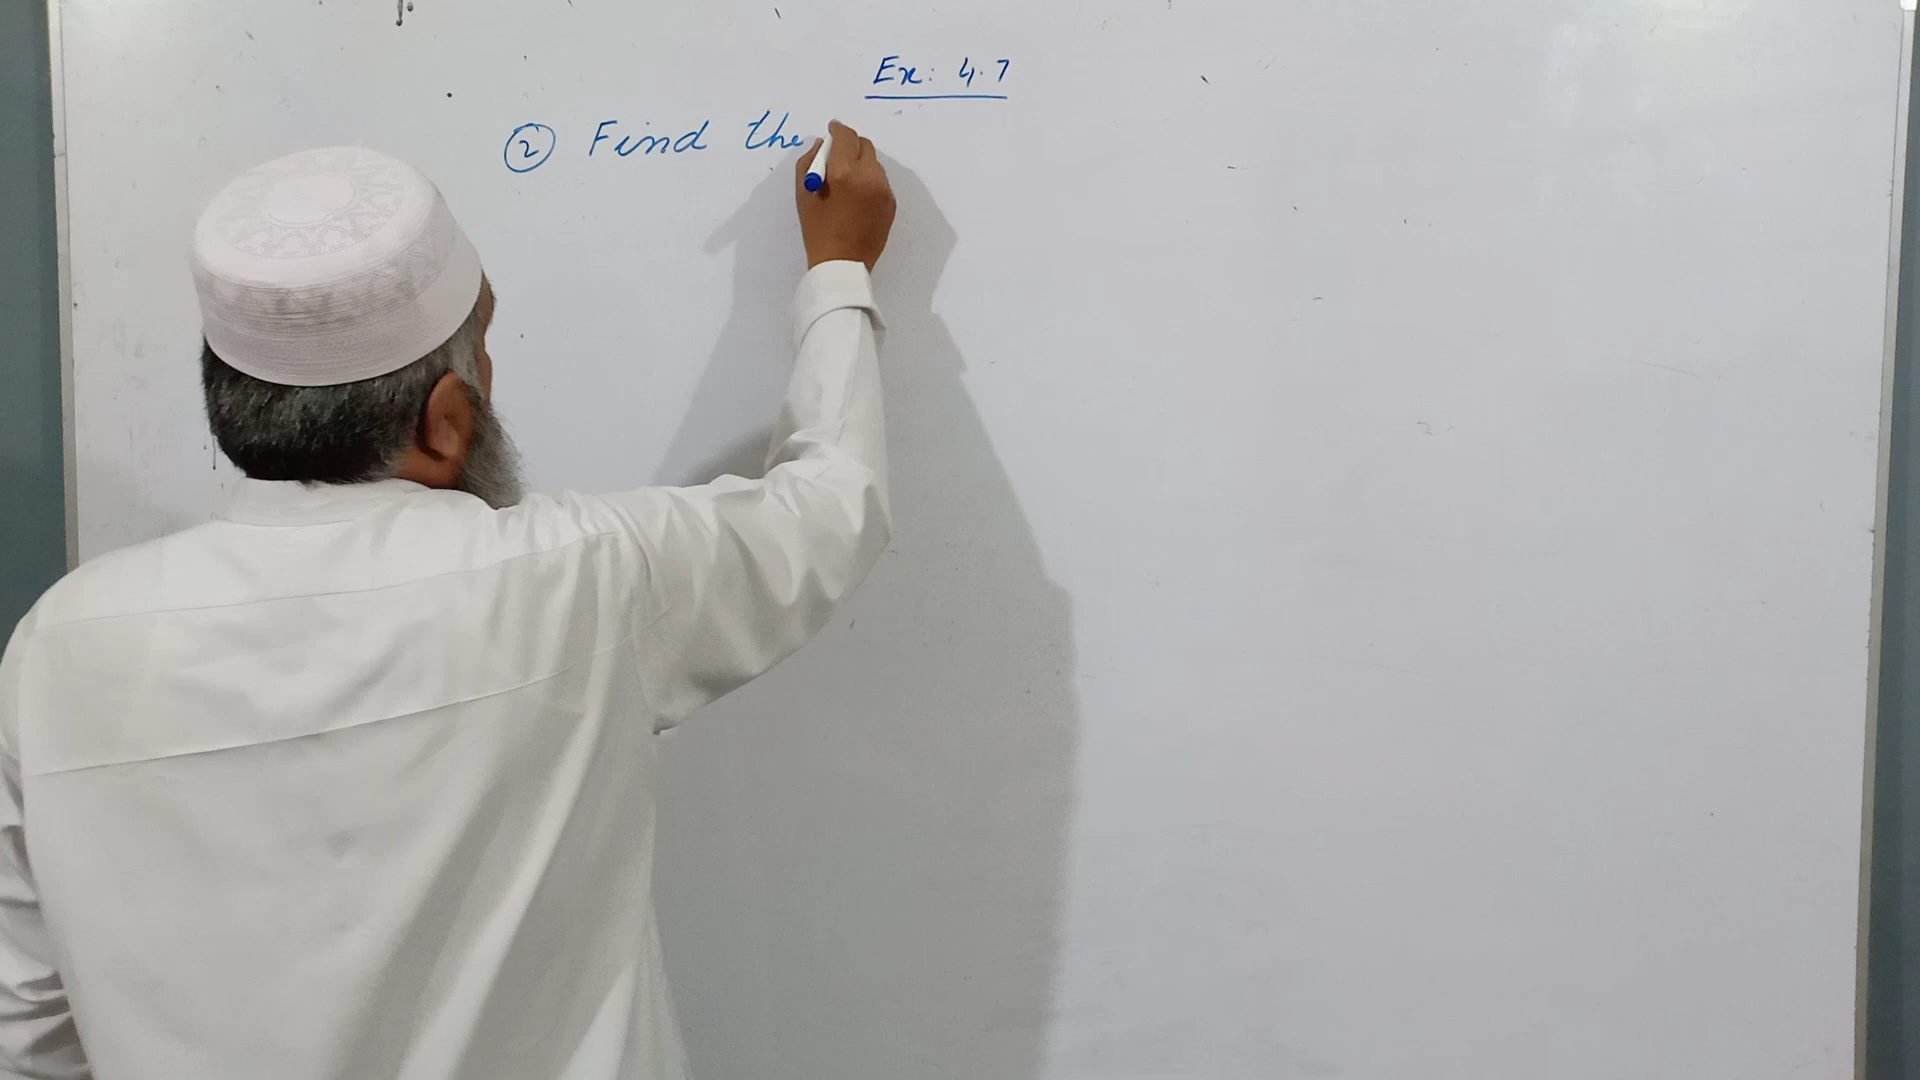 Ex: 4.7
② Find the